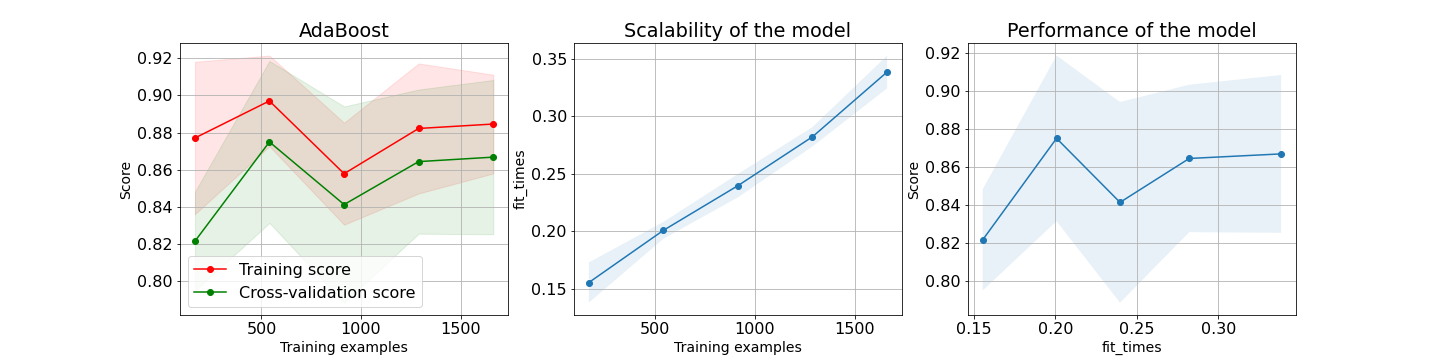 AdaBoost
0.92
0.90
0.88
0.86
0.84
0.82
0.80
Score
Training score
Cross-validation score
500
1000
1500
Training examples
Scalability of the model
0.35
0.30
0.25
0.20
0.15
fit_times
500
1000
1500
Training examples
Performance of the model
0.92
0.90
0.88
0.86
0.84
0.82
0.80
Score
0.15
0.20
0.25
0.30
fit_times